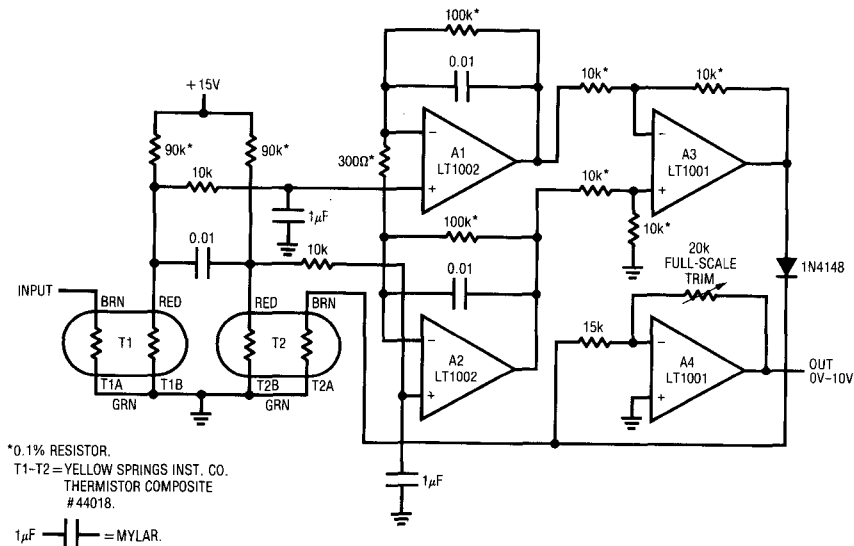 100k*
0.01
+15V
10k*
10k*
90k*
90k*
300Ω*
−
A1
LT1002
+
−
A3
LT1001
+
10k
10k*
1µF
100k*
10k*
0.01
10k
0.01
20k
FULL-SCALE
TRIM
1N4148
INPUT
BRN
RED
RED
BRN
T1
T2
−
A2
LT1002
+
15k
−
A4
LT1001
+
OUT
0V-10V
T1A
T1B
T2B
T2A
GRN
GRN
1µF
*0.1% RESISTOR.
T1-T2 = YELLOW SPRINGS INST. CO.
THERMISTOR COMPOSITE
#44018.
1µF = MYLAR.